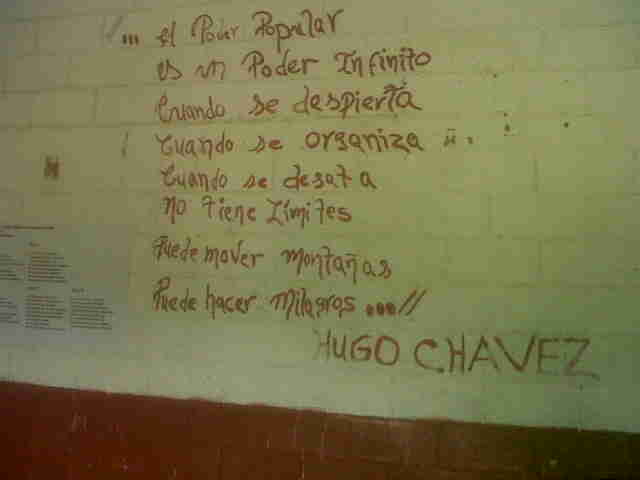 ... el Poder Popular
es un Poder Infinito
Cuando se despierta
Cuando se organiza
Cuando se desata
no tiene Límites
Puede mover montañas
Puede hacer Milagros ...//
HUGO CHAVEZ